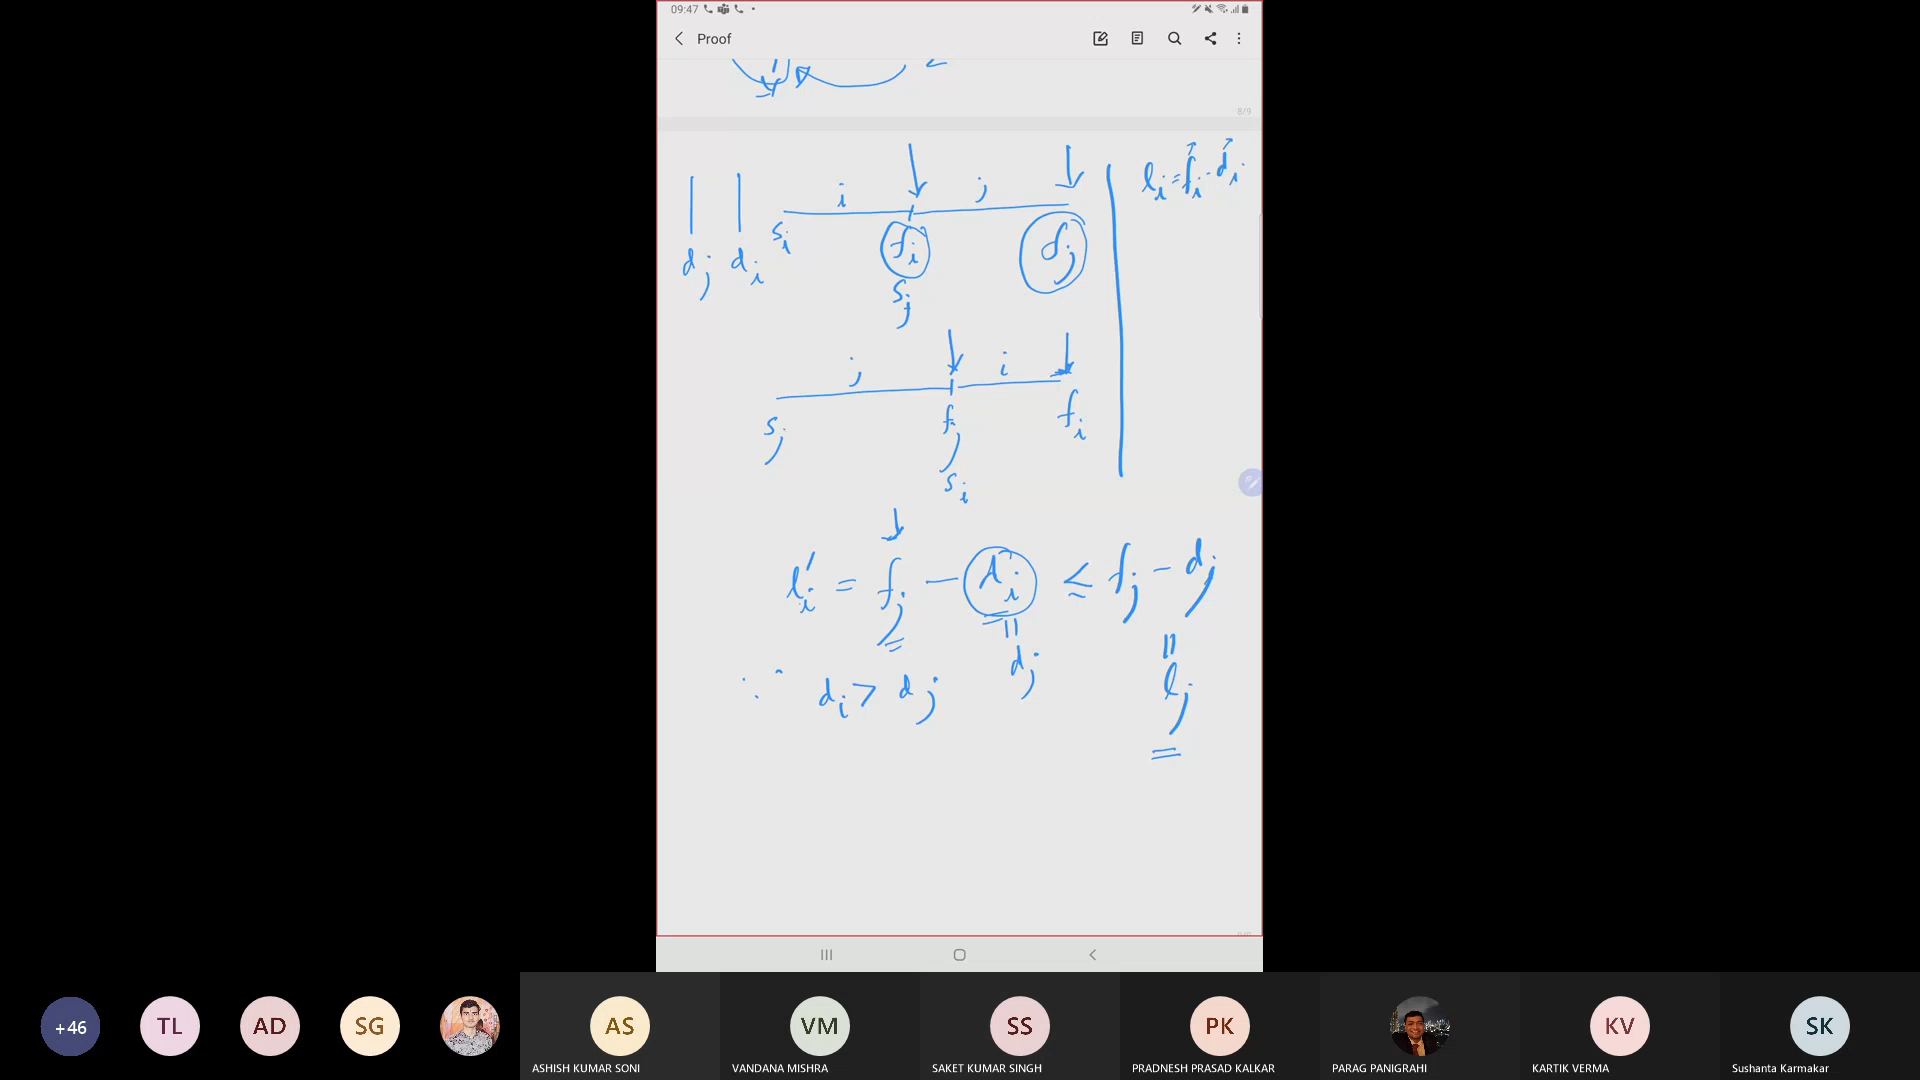 09:47
Proof
8/9
i j
l_i = f_i - d_i
d_j d_i s_i f_i f_j
s_j
j i
s_j f_j f_i
s_i
l_i' = f_j - d_i ≤ f_j - d_j
|| ||
d_j l_j
∵ d_i > d_j
+46 TL AD SG AS VM SS PK KV SK
ASHISH KUMAR SONI VANDANA MISHRA SAKET KUMAR SINGH PRADNESH PRASAD KALKAR PARAG PANIGRAHI KARTIK VERMA Sushanta Karmakar